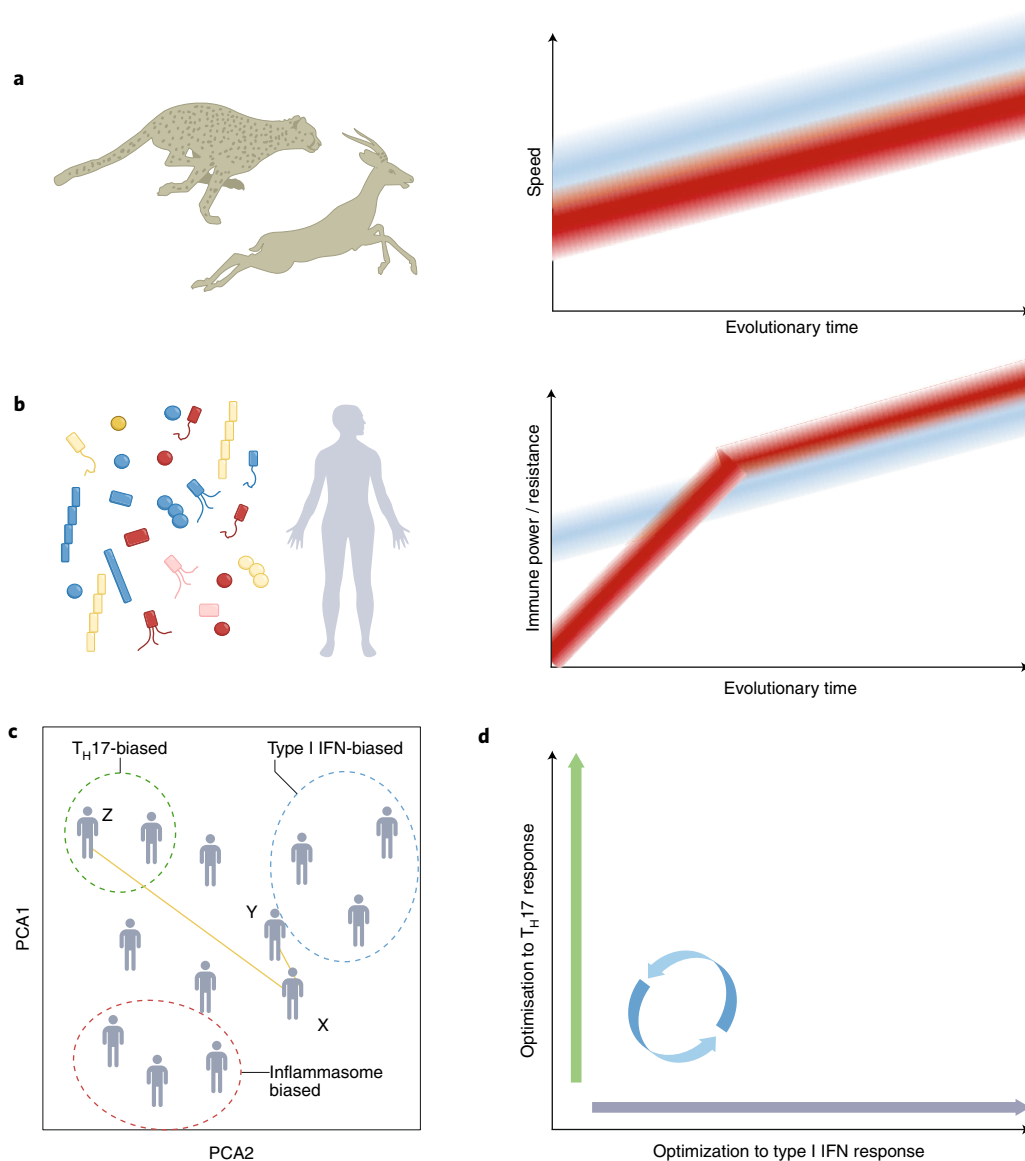 a
Speed
Evolutionary time
b
Immune power / resistance
Evolutionary time
c
TH17-biased
Type I IFN-biased
Z
Y
X
Inflammasome
biased
PCA1
PCA2
d
Optimisation to TH17 response
Optimization to type I IFN response